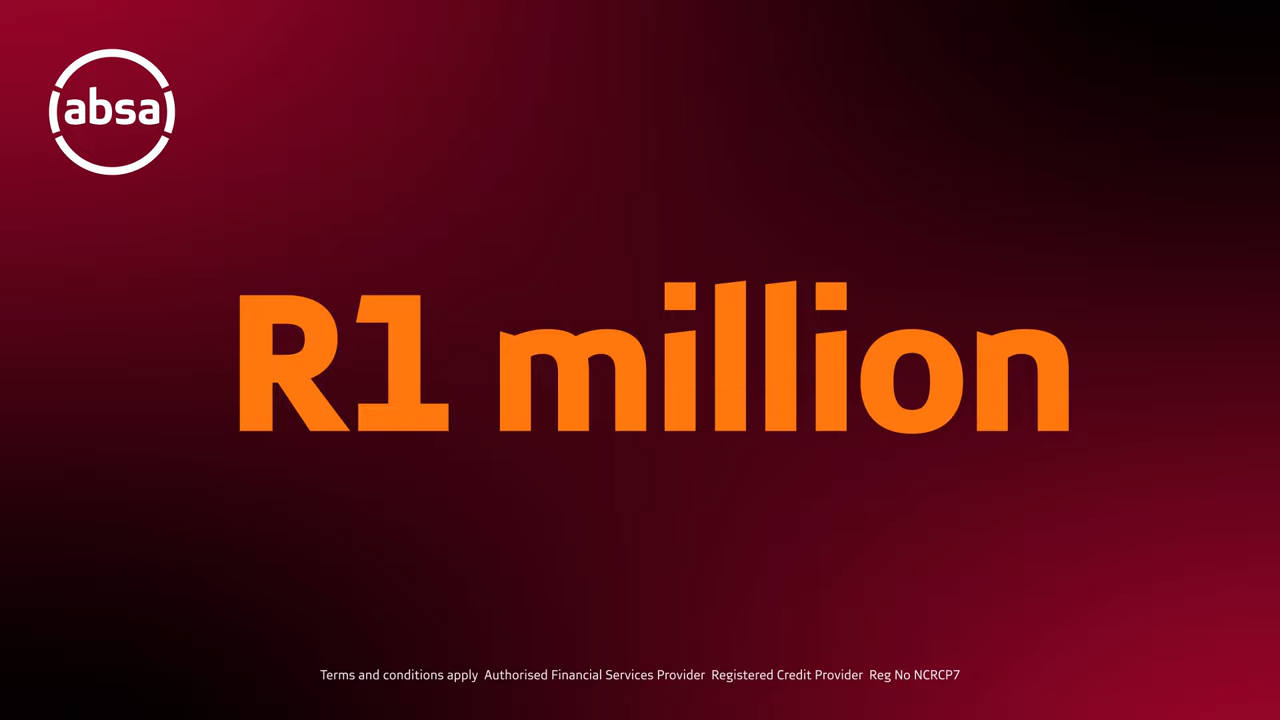 absa
R1 million
Terms and conditions apply Authorised Financial Services Provider Registered Credit Provider Reg No NCRCP7